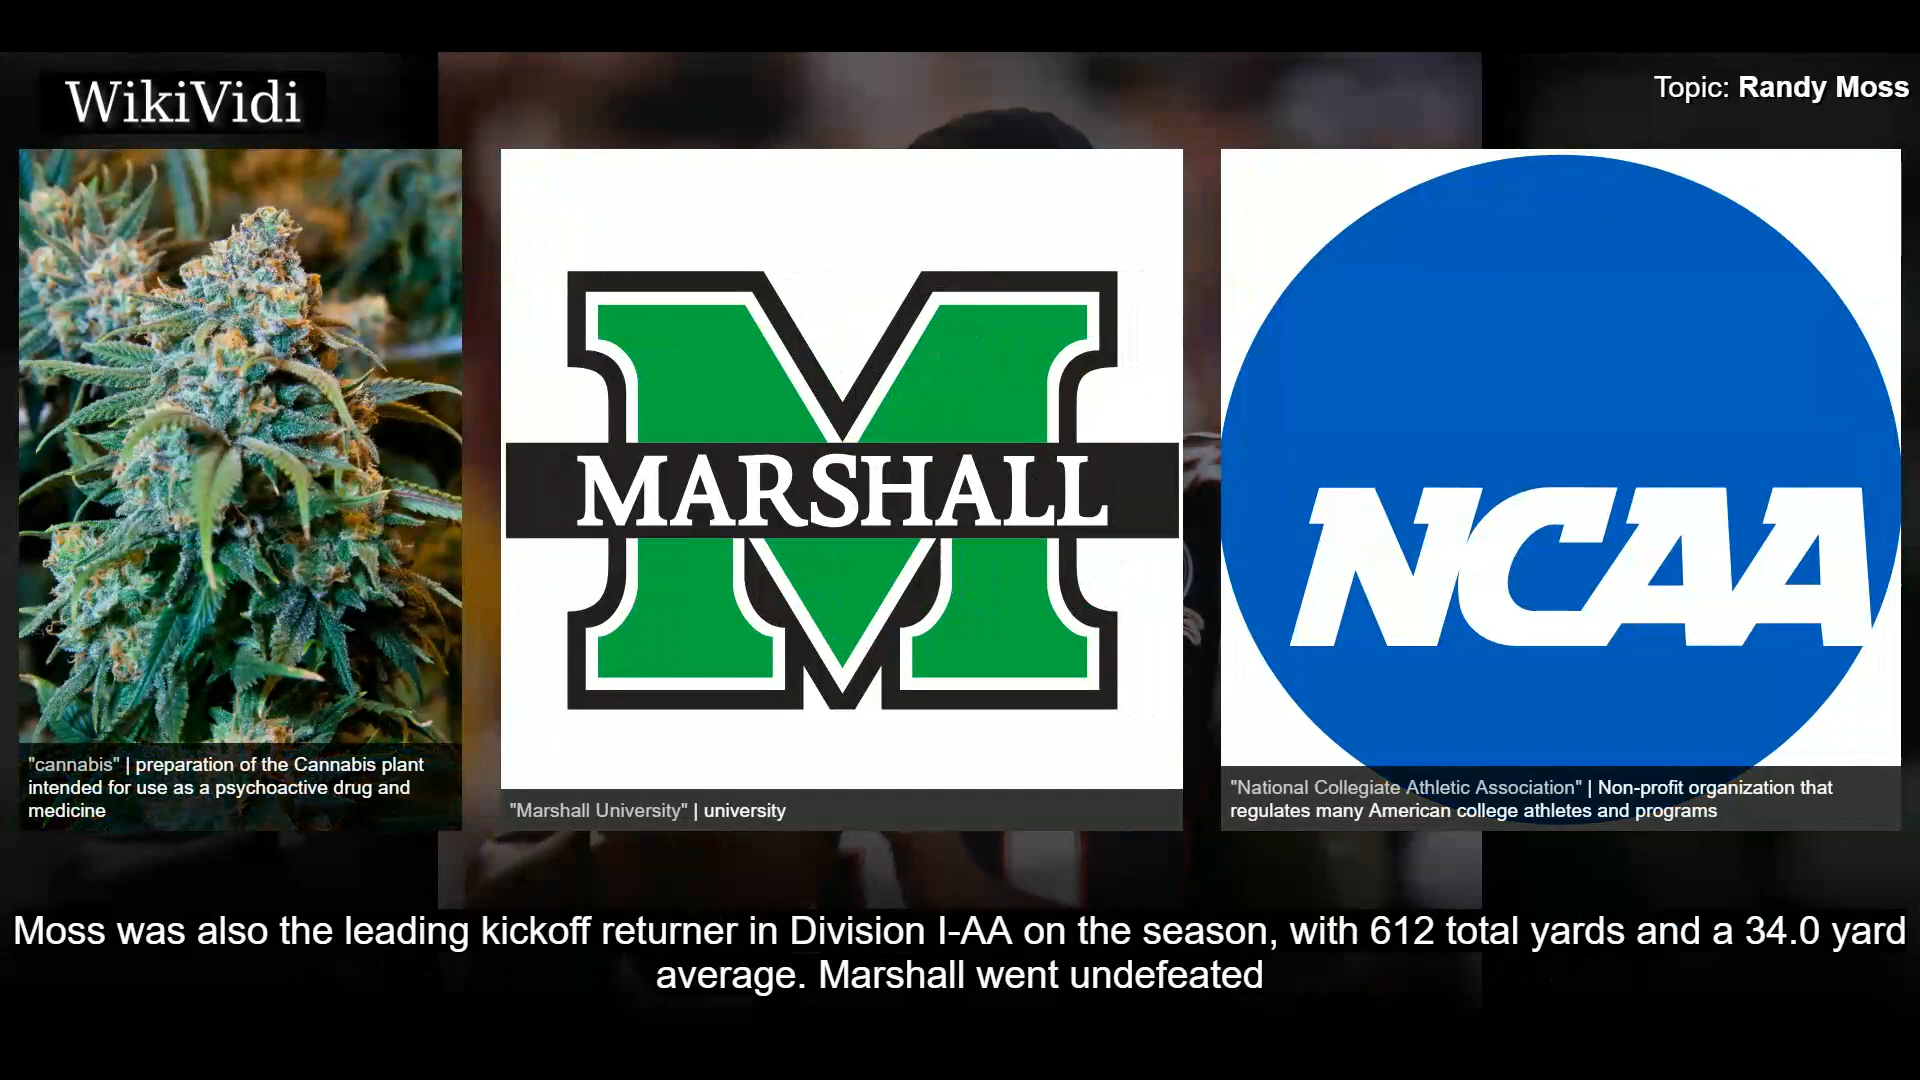 WikiVidi
Topic: Randy Moss
MARSHALL
NCAA
"cannabis" | preparation of the Cannabis plant
intended for use as a psychoactive drug and
medicine
"Marshall University" | university
"National Collegiate Athletic Association" | Non-profit organization that
regulates many American college athletes and programs
Moss was also the leading kickoff returner in Division I-AA on the season, with 612 total yards and a 34.0 yard
average. Marshall went undefeated